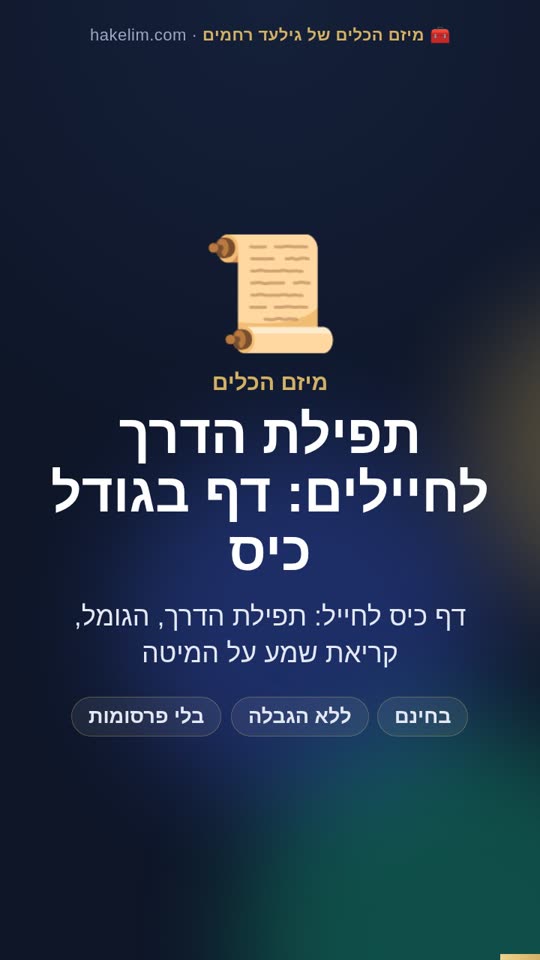 🧰 מיזם הכלים של גילעד רחמים · hakelim.com
מיזם הכלים
תפילת הדרך
לחיילים: דף בגודל
כיס
דף כיס לחייל: תפילת הדרך, הגומל,
קריאת שמע על המיטה
בחינם
ללא הגבלה
בלי פרסומות